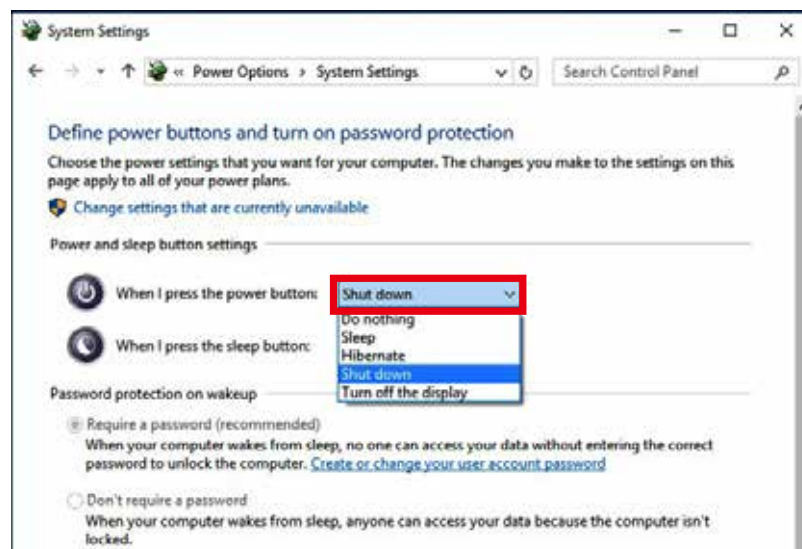 System Settings
« Power Options › System Settings
Search Control Panel
Define power buttons and turn on password protection
Choose the power settings that you want for your computer. The changes you make to the settings on this
page apply to all of your power plans.
Change settings that are currently unavailable
Power and sleep button settings
When I press the power button:
Shut down
Do nothing
Sleep
Hibernate
Shut down
Turn off the display
When I press the sleep button:
Password protection on wakeup
Require a password (recommended)
When your computer wakes from sleep, no one can access your data without entering the correct
password to unlock the computer. Create or change your user account password
Don't require a password
When your computer wakes from sleep, anyone can access your data because the computer isn't
locked.